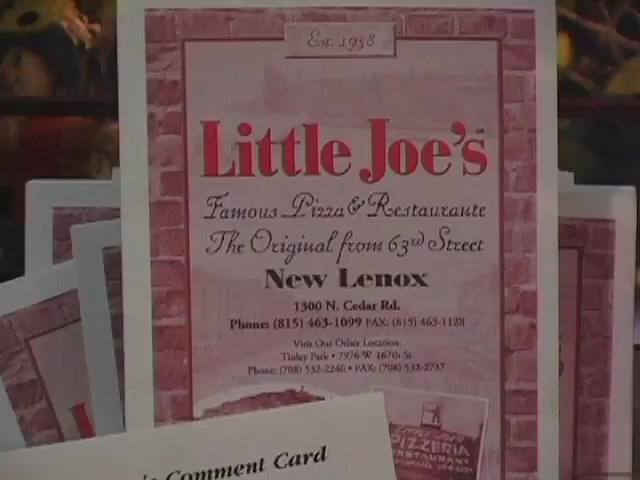 Est. 1958
Little Joe's
Famous Pizza & Restaurante
The Original from 63rd Street
New Lenox
1300 N. Cedar Rd.
Phone: (815) 463-1099 FAX: (815) 463-1128
Visit Our Other Location:
Tinley Park • 7976 W. 167th St.
Phone: (708) 532-2240 • FAX: (708) 532-2737
PIZZERIA
RESTAURANT
Comment Card